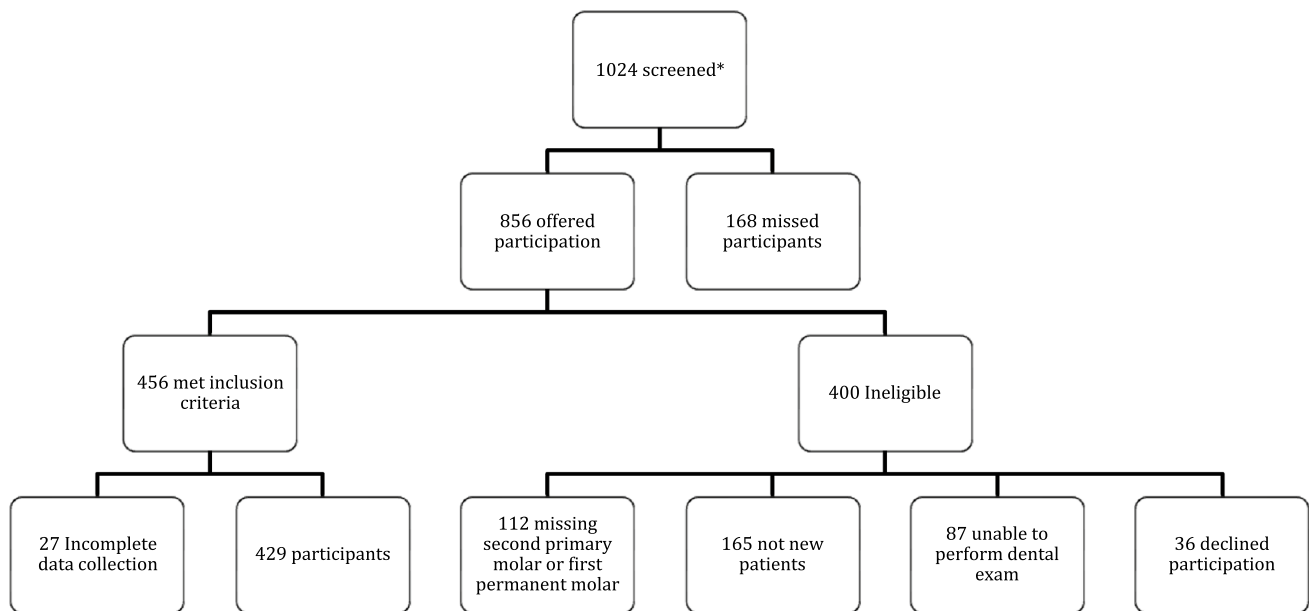 1024 screened*
856 offered
participation
168 missed
participants
456 met inclusion
criteria
400 Ineligible
27 Incomplete
data collection
429 participants
112 missing
second primary
molar or first
permanent molar
165 not new
patients
87 unable to
perform dental
exam
36 declined
participation